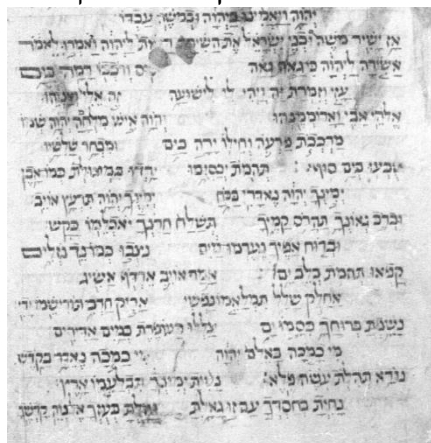 יהוה ויאמינו ביהוה ובמשה עבדו
אז ישיר משה ובני ישראל את השירה הזאת ליהוה ויאמרו לאמר
אשירה ליהוה כי גאה גאה סוס ורכבו רמה בים
עזי וזמרת יה ויהי לי לישועה זה אלי ואנוהו
אלהי אבי וארוממנהו יהוה איש מלחמה יהוה שמו
מרכבת פרעה וחילו ירה בים ומבחר שלשיו
טבעו בים סוף תהמת יכסימו ירדו במצולת כמו אבן
ימינך יהוה נאדרי בכח ימינך יהוה תרעץ אויב
וברב גאונך תהרס קמיך תשלח חרנך יאכלמו כקש
וברוח אפיך נערמו מים נצבו כמו נד נזלים
קפאו תהמת בלב ים אמר אויב ארדף אשיג
אחלק שלל תמלאמו נפשי אריק חרבי תורישמו ידי
נשפת ברוחך כסמו ים צללו כעופרת במים אדירים
מי כמכה באלם יהוה מי כמכה נאדר בקדש
נורא תהלת עשה פלא נטית ימינך תבלעמו ארץ
נחית בחסדך עם זו גאלת נהלת בעזך אל נוה קדשך